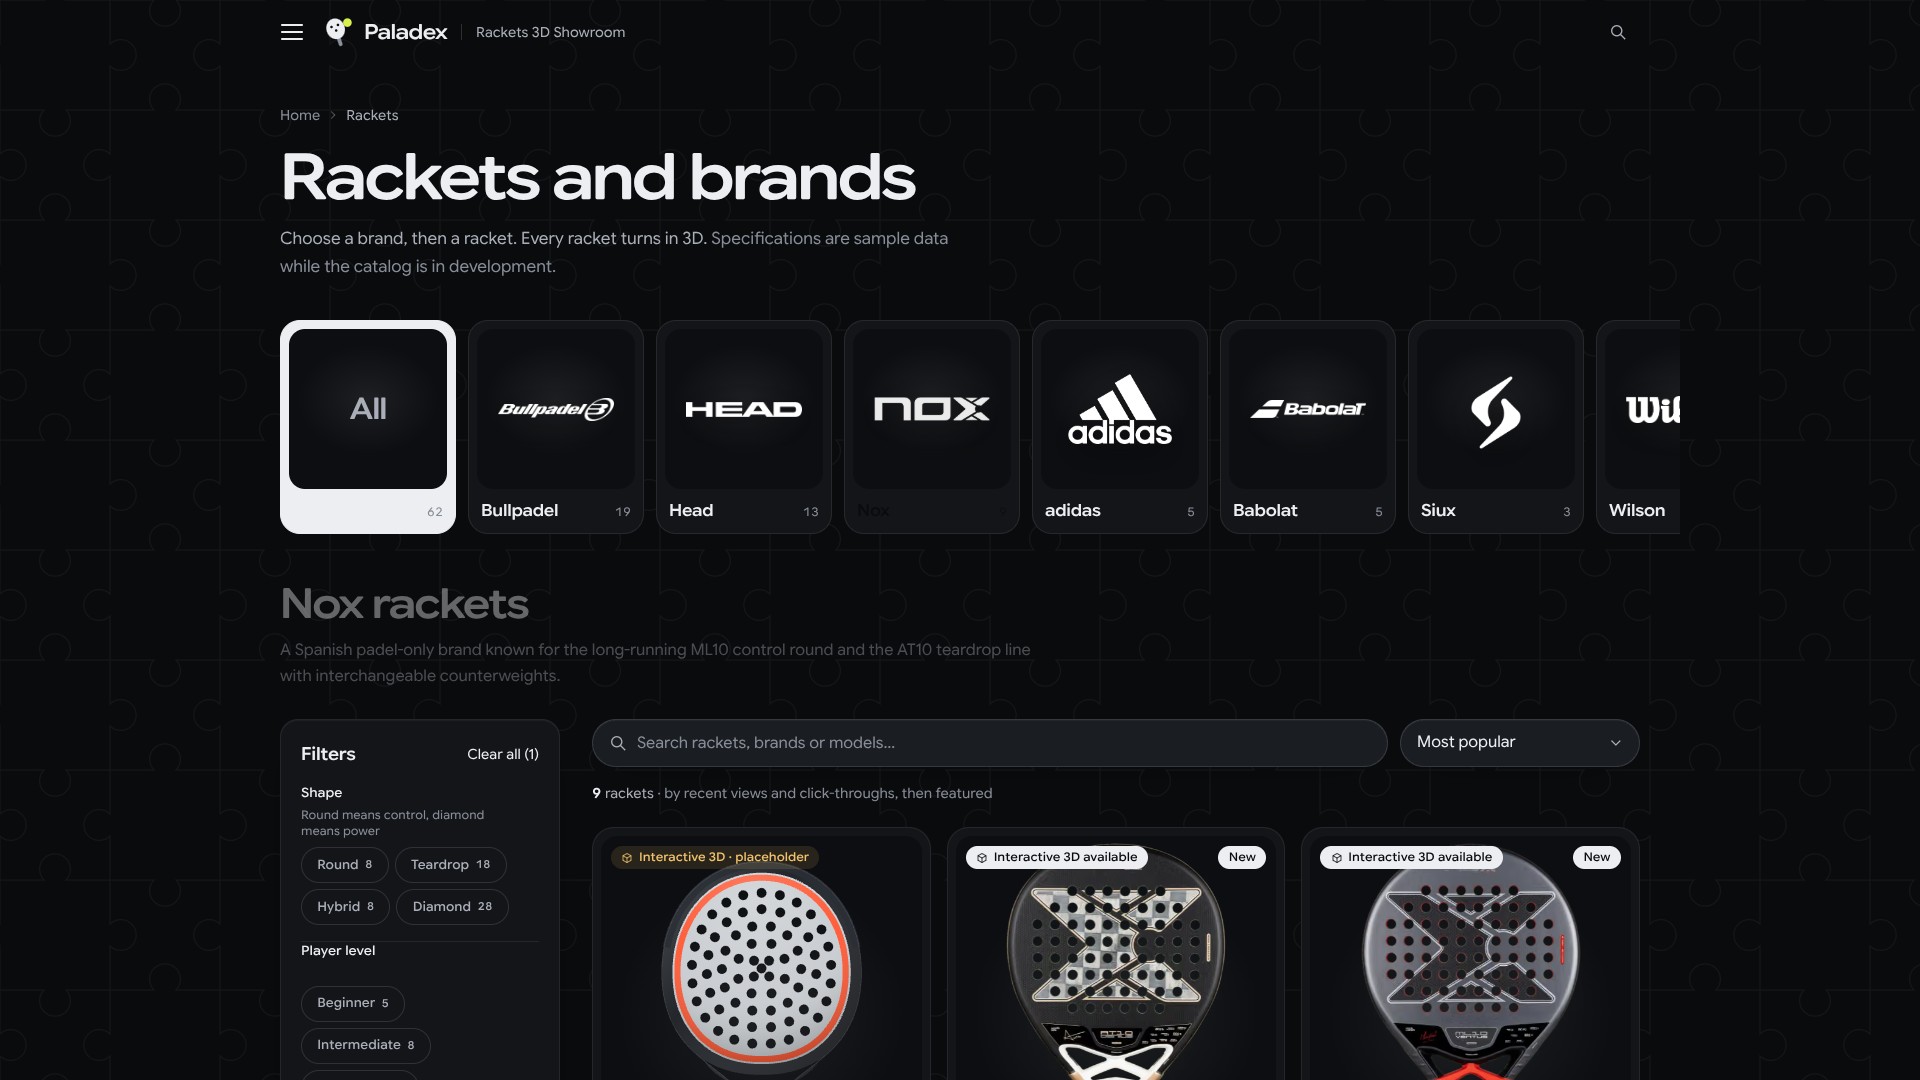 Paladex
Rackets 3D Showroom
Home > Rackets
Rackets and brands
Choose a brand, then a racket. Every racket turns in 3D. Specifications are sample data
while the catalog is in development.
All
62
Bullpadel
Bullpadel 19
HEAD
Head 13
nox
Nox 9
adidas
adidas 5
Babolat
Babolat 5
Siux 3
Wil
Wilson
Nox rackets
A Spanish padel-only brand known for the long-running ML10 control round and the AT10 teardrop line
with interchangeable counterweights.
Filters
Clear all (1)
Shape
Round means control, diamond
means power
Round 8
Teardrop 18
Hybrid 8
Diamond 28
Player level
Beginner 5
Intermediate 8
Search rackets, brands or models...
Most popular
9 rackets · by recent views and click-throughs, then featured
Interactive 3D · placeholder
Interactive 3D available
New
AT10
Interactive 3D available
New
ML10
VENTUS